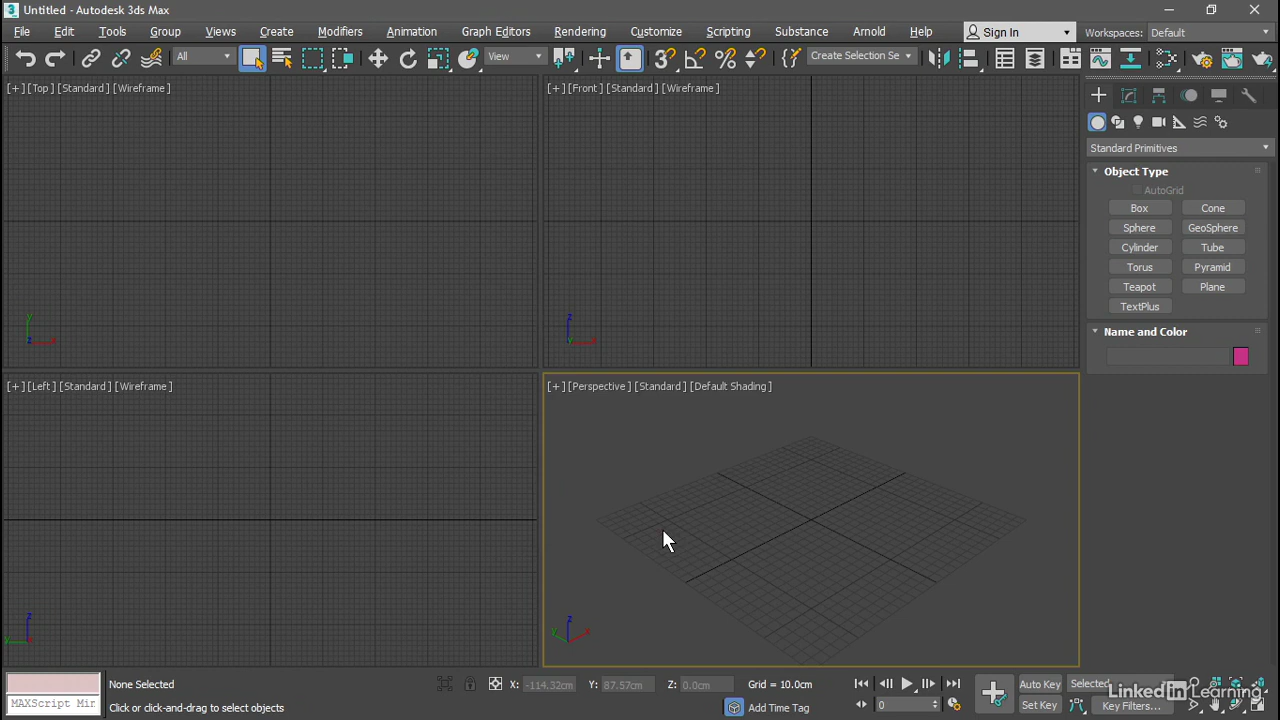 Untitled - Autodesk 3ds Max
File Edit Tools Group Views Create Modifiers Animation Graph Editors Rendering Customize Scripting Substance Arnold Help Sign In Workspaces: Default
All View Create Selection Se
[+] [Top] [Standard] [Wireframe]
[+] [Front] [Standard] [Wireframe]
Standard Primitives
Object Type
AutoGrid
Box Cone
Sphere GeoSphere
Cylinder Tube
Torus Pyramid
Teapot Plane
TextPlus
Name and Color
y
z x
z
y x
[+] [Left] [Standard] [Wireframe]
[+] [Perspective] [Standard] [Default Shading]
z
y x
z
y x
None Selected X: -114.32cm Y: 87.57cm Z: 0.0cm Grid = 10.0cm Auto Key Selected
MAXScript Mir Click or click-and-drag to select objects Add Time Tag 0 Set Key Key Filters...
LinkedIn Learning